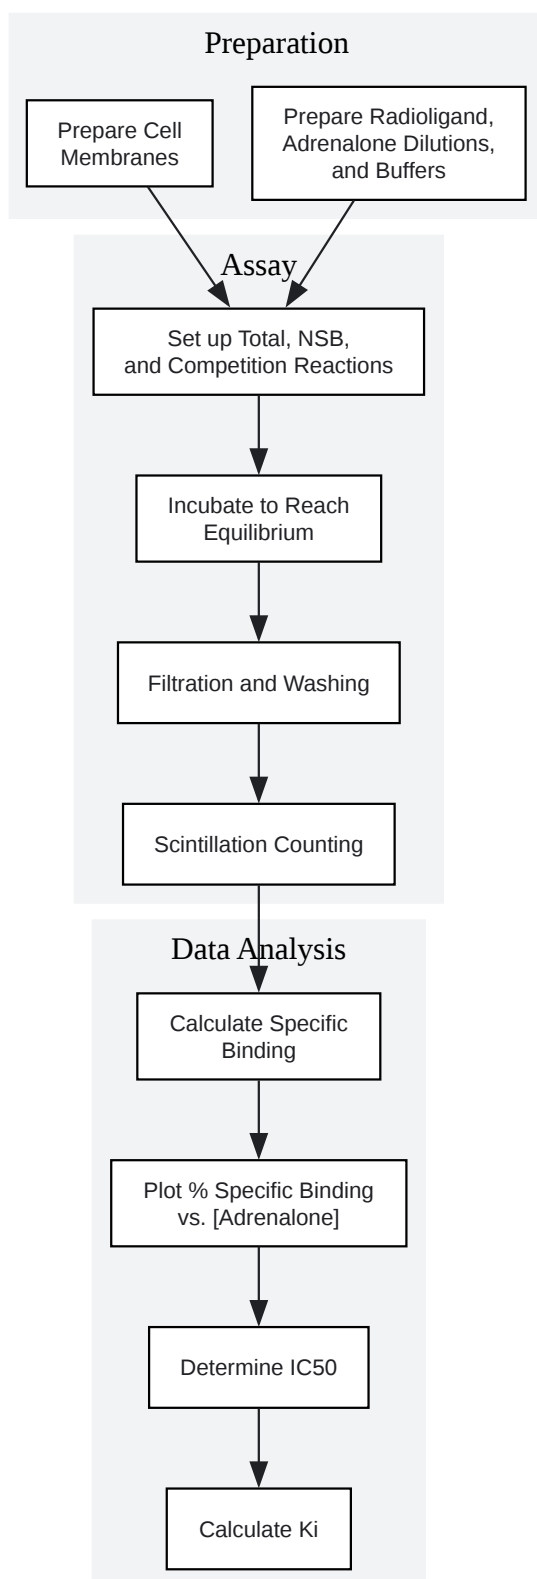 Preparation
Prepare Cell
Membranes
Prepare Radioligand,
Adrenalone Dilutions,
and Buffers
Assay
Set up Total, NSB,
and Competition Reactions
Incubate to Reach
Equilibrium
Filtration and Washing
Scintillation Counting
Data Analysis
Calculate Specific
Binding
Plot % Specific Binding
vs. [Adrenalone]
Determine IC50
Calculate Ki